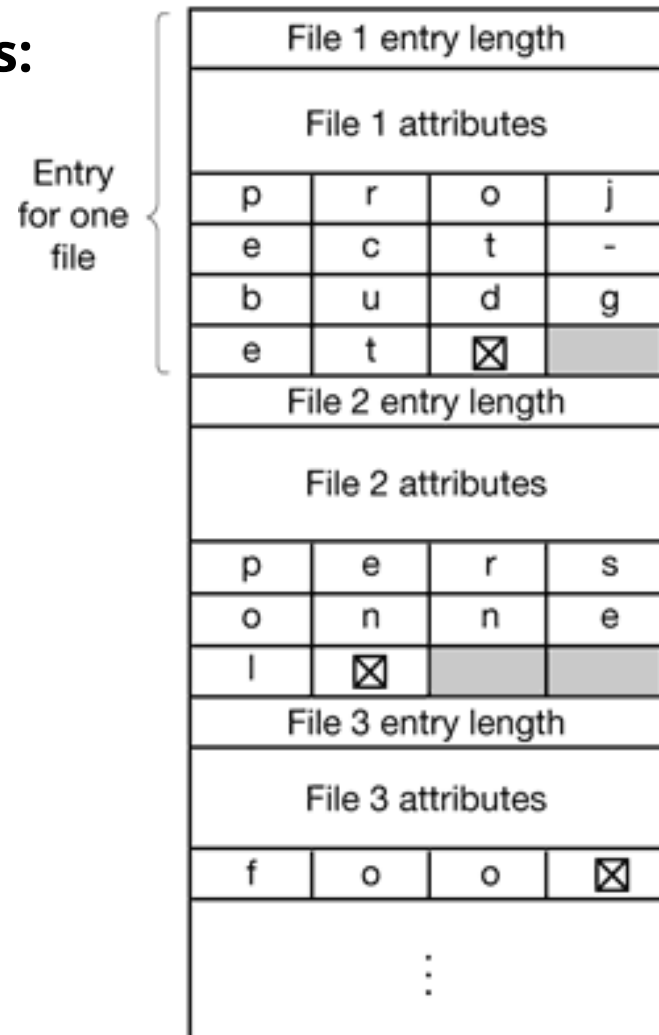 s:
File 1 entry length
File 1 attributes
Entry
for one
file
p r o j
e c t -
b u d g
e t ☒
File 2 entry length
File 2 attributes
p e r s
o n n e
l ☒
File 3 entry length
File 3 attributes
f o o ☒
⋮